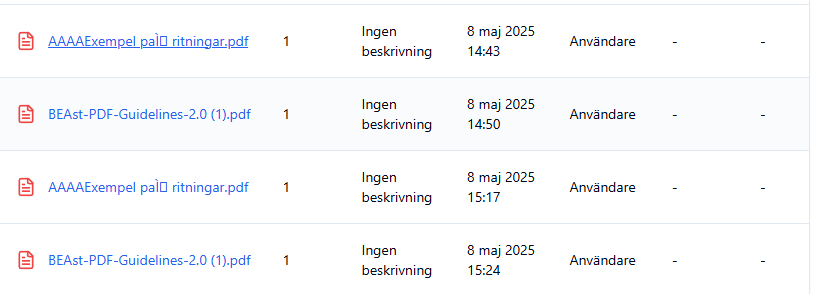 AAAAExempel paÌ▯ ritningar.pdf 1 Ingen beskrivning 8 maj 2025 14:43 Användare - -
BEAst-PDF-Guidelines-2.0 (1).pdf 1 Ingen beskrivning 8 maj 2025 14:50 Användare - -
AAAAExempel paÌ▯ ritningar.pdf 1 Ingen beskrivning 8 maj 2025 15:17 Användare - -
BEAst-PDF-Guidelines-2.0 (1).pdf 1 Ingen beskrivning 8 maj 2025 15:24 Användare - -